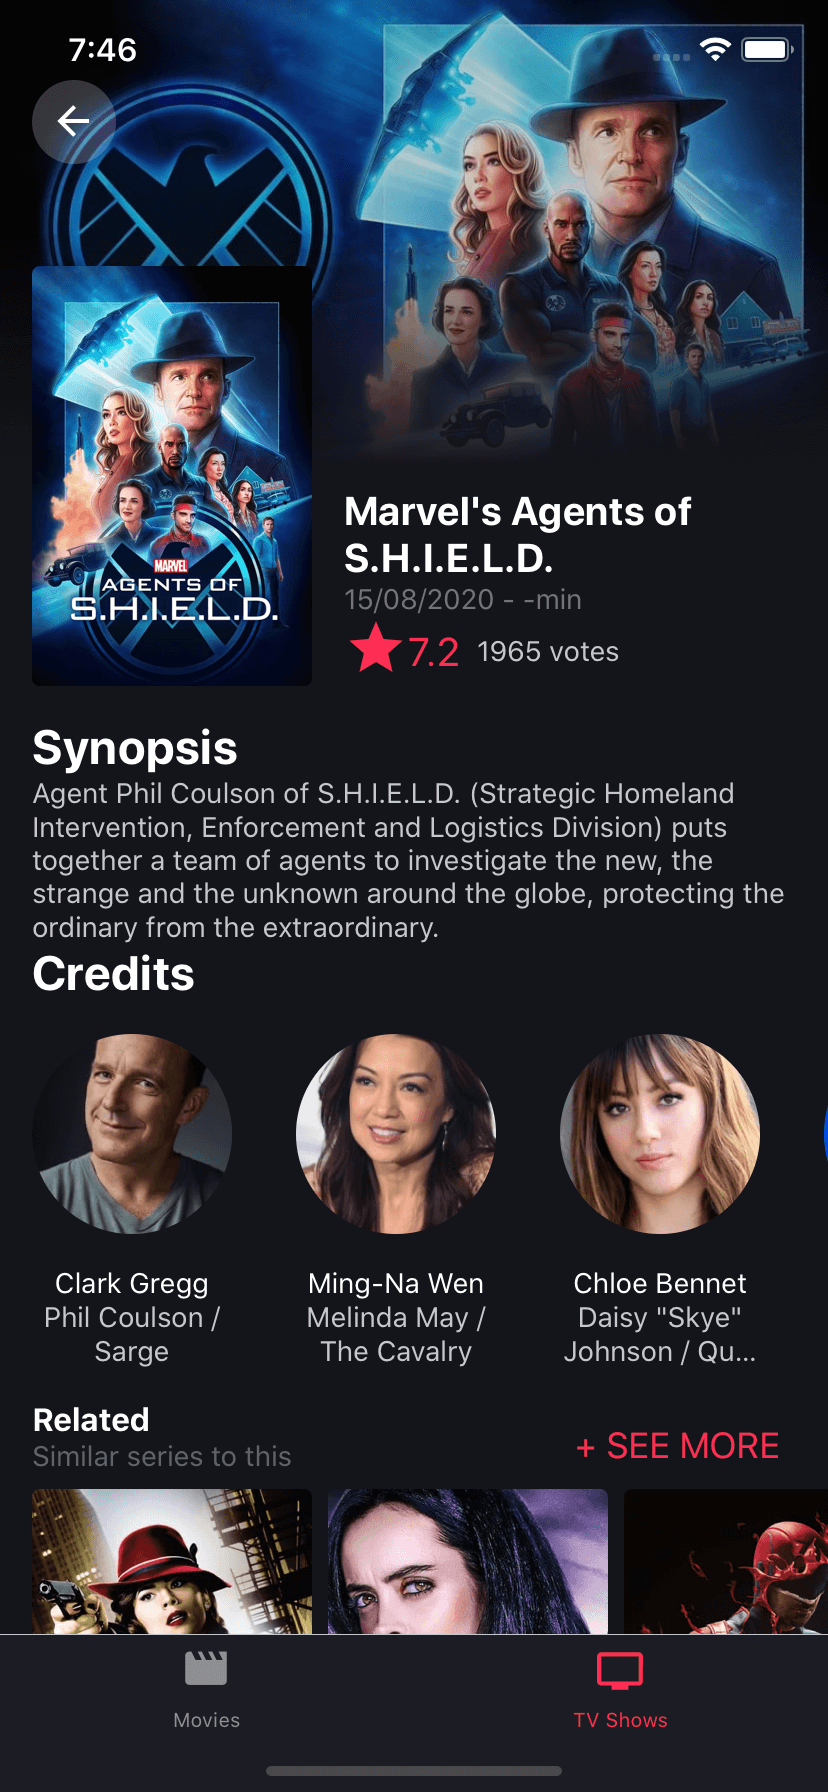 7:46
MARVEL
AGENTS OF
S.H.I.E.L.D.
Marvel's Agents of
S.H.I.E.L.D.
15/08/2020 - -min
7.2 1965 votes
Synopsis
Agent Phil Coulson of S.H.I.E.L.D. (Strategic Homeland
Intervention, Enforcement and Logistics Division) puts
together a team of agents to investigate the new, the
strange and the unknown around the globe, protecting the
ordinary from the extraordinary.
Credits
Clark Gregg
Phil Coulson /
Sarge
Ming-Na Wen
Melinda May /
The Cavalry
Chloe Bennet
Daisy "Skye"
Johnson / Qu...
Related
Similar series to this
+ SEE MORE
Movies
TV Shows